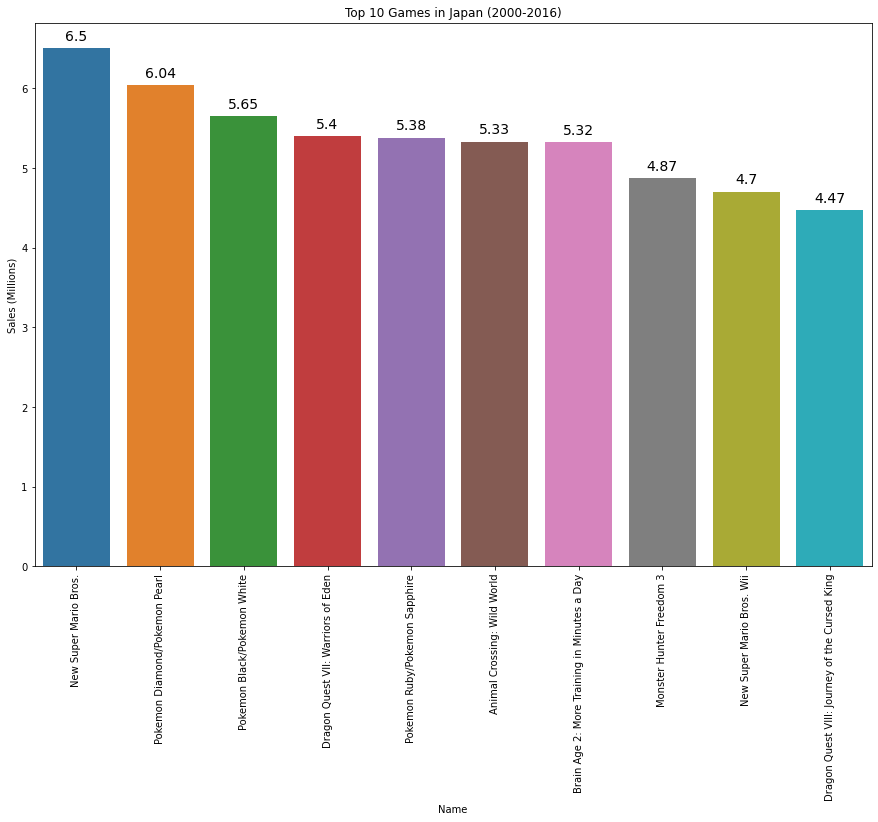 Top 10 Games in Japan (2000-2016)
6.5
6.04
5.65
5.4
5.38
5.33
5.32
4.87
4.7
4.47
Sales (Millions)
6
5
4
3
2
1
0
New Super Mario Bros.
Pokemon Diamond/Pokemon Pearl
Pokemon Black/Pokemon White
Dragon Quest VII: Warriors of Eden
Pokemon Ruby/Pokemon Sapphire
Animal Crossing: Wild World
Brain Age 2: More Training in Minutes a Day
Monster Hunter Freedom 3
New Super Mario Bros. Wii
Dragon Quest VIII: Journey of the Cursed King
Name